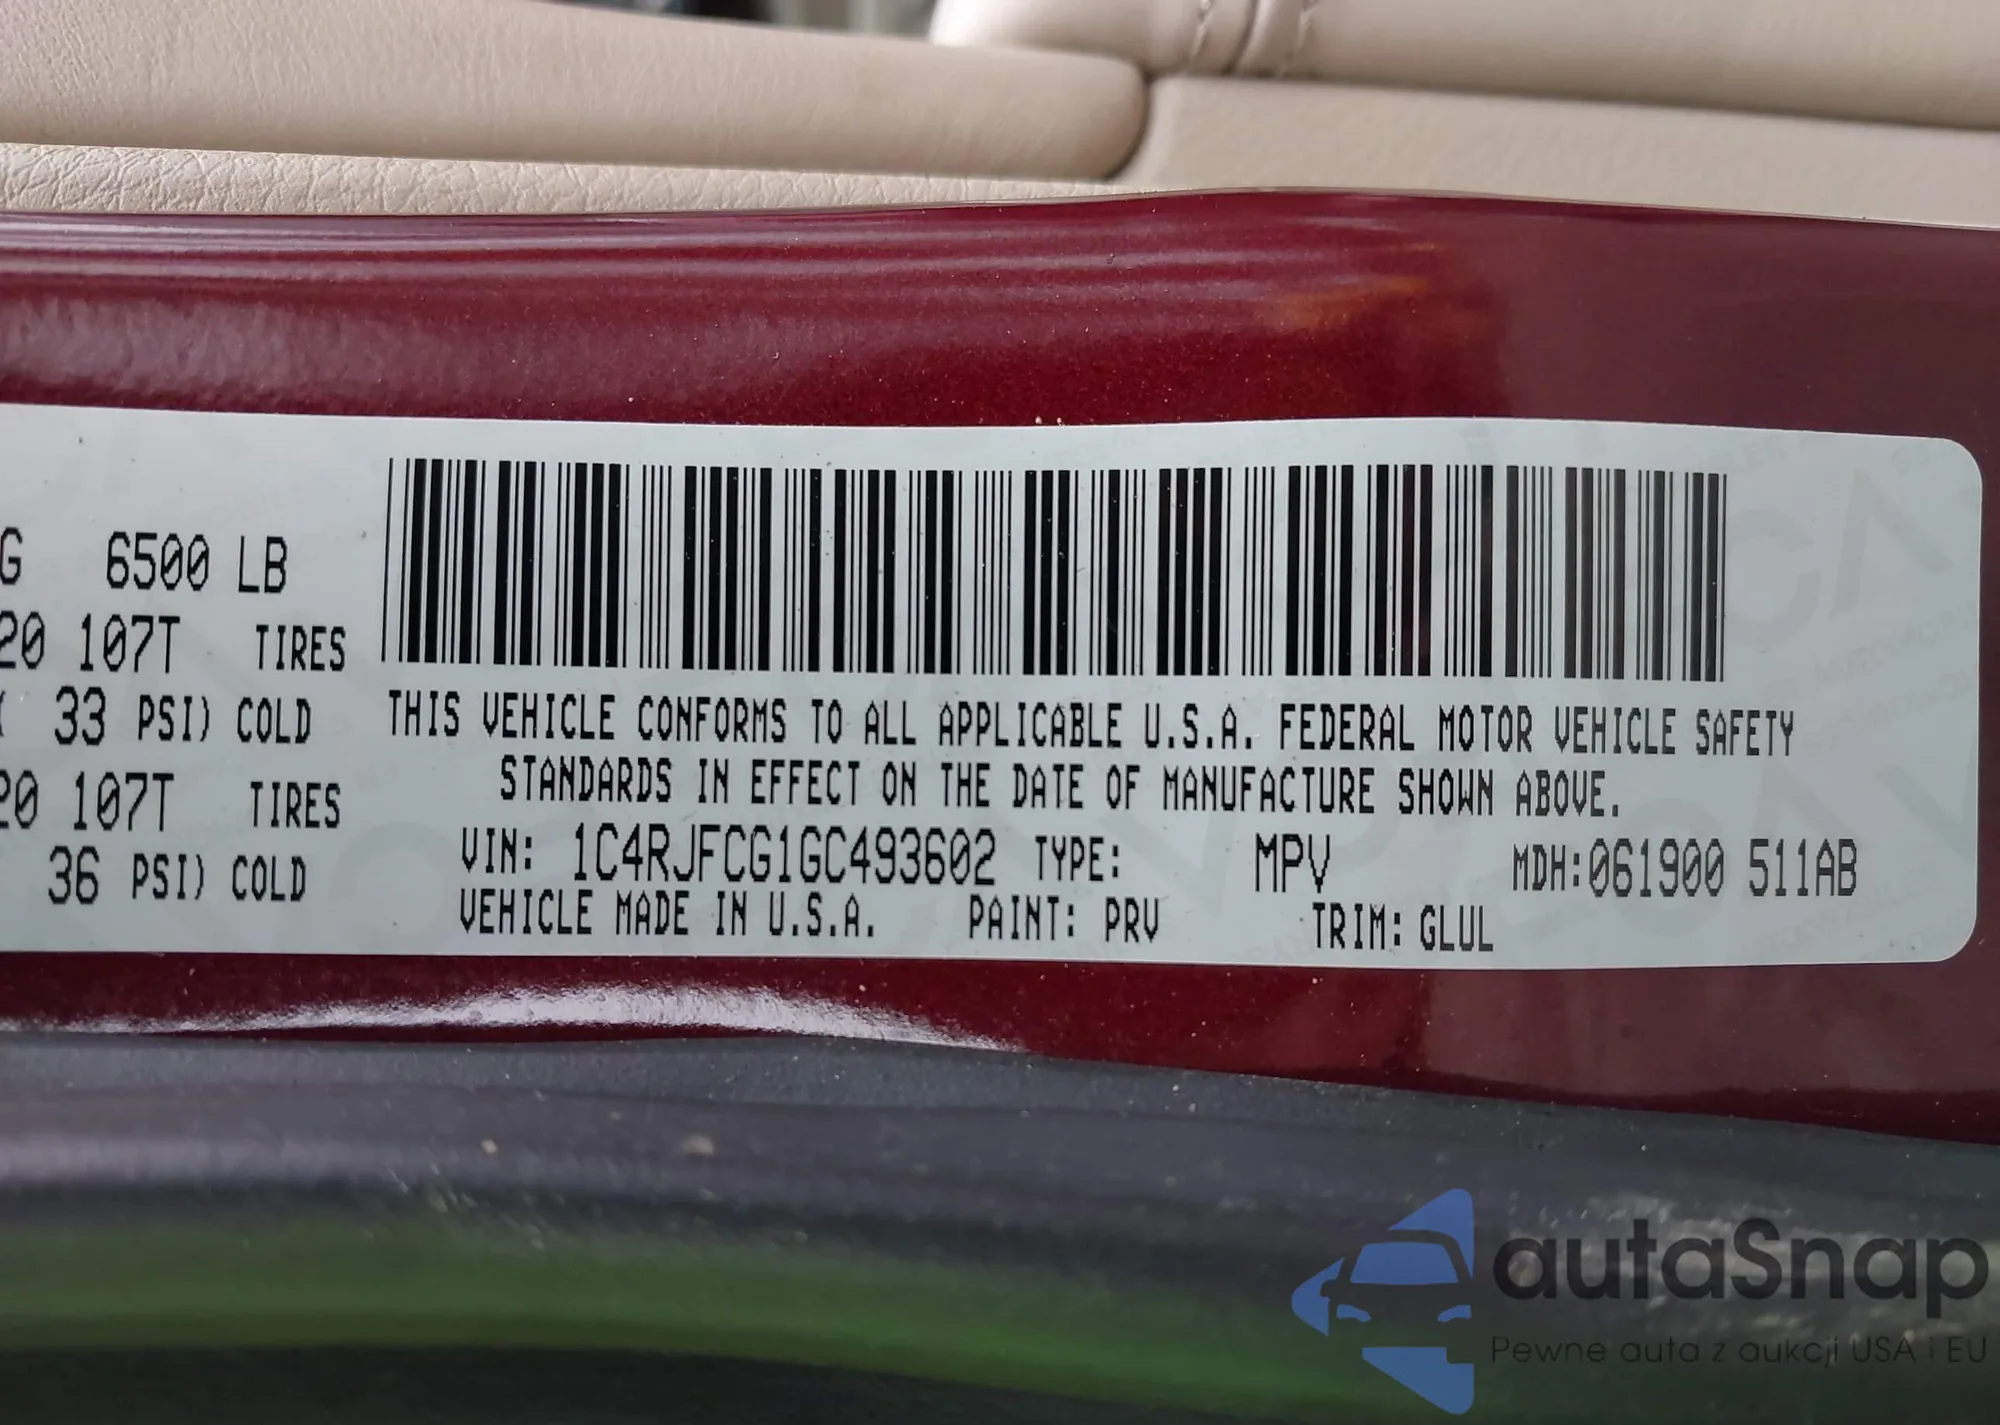 G 6500 LB
20 107T TIRES
( 33 PSI) COLD
20 107T TIRES
36 PSI) COLD
THIS VEHICLE CONFORMS TO ALL APPLICABLE U.S.A. FEDERAL MOTOR VEHICLE SAFETY
STANDARDS IN EFFECT ON THE DATE OF MANUFACTURE SHOWN ABOVE.
VIN: 1C4RJFCG1GC493602 TYPE: MPV MDH:061900 511AB
VEHICLE MADE IN U.S.A. PAINT: PRV TRIM: GLUL
autaSnap
Pewne auta z aukcji USA i EU